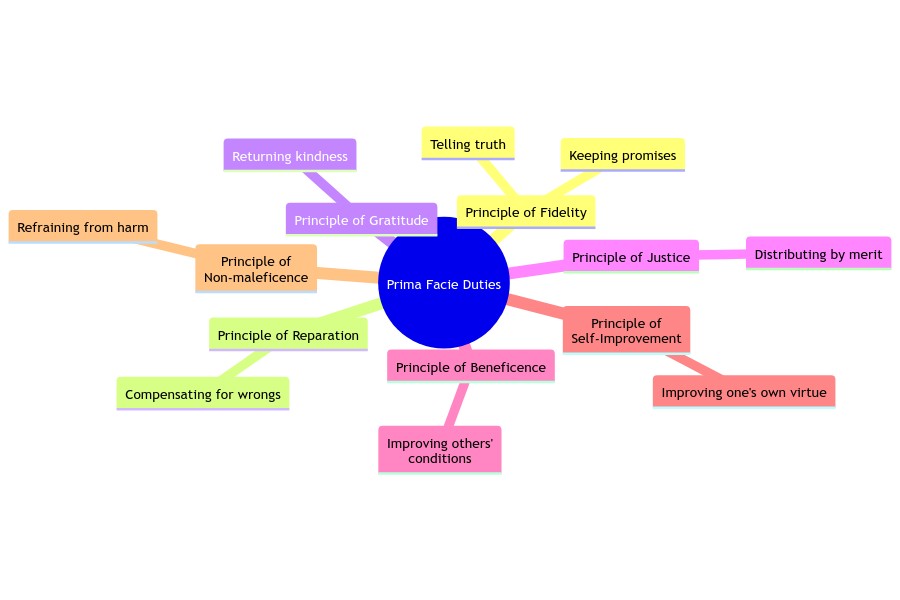 Telling truth
Keeping promises
Returning kindness
Principle of Fidelity
Principle of Gratitude
Refraining from harm
Principle of
Non-maleficence
Principle of Justice
Distributing by merit
Prima Facie Duties
Principle of Reparation
Principle of
Self-Improvement
Principle of Beneficence
Compensating for wrongs
Improving one's own virtue
Improving others'
conditions